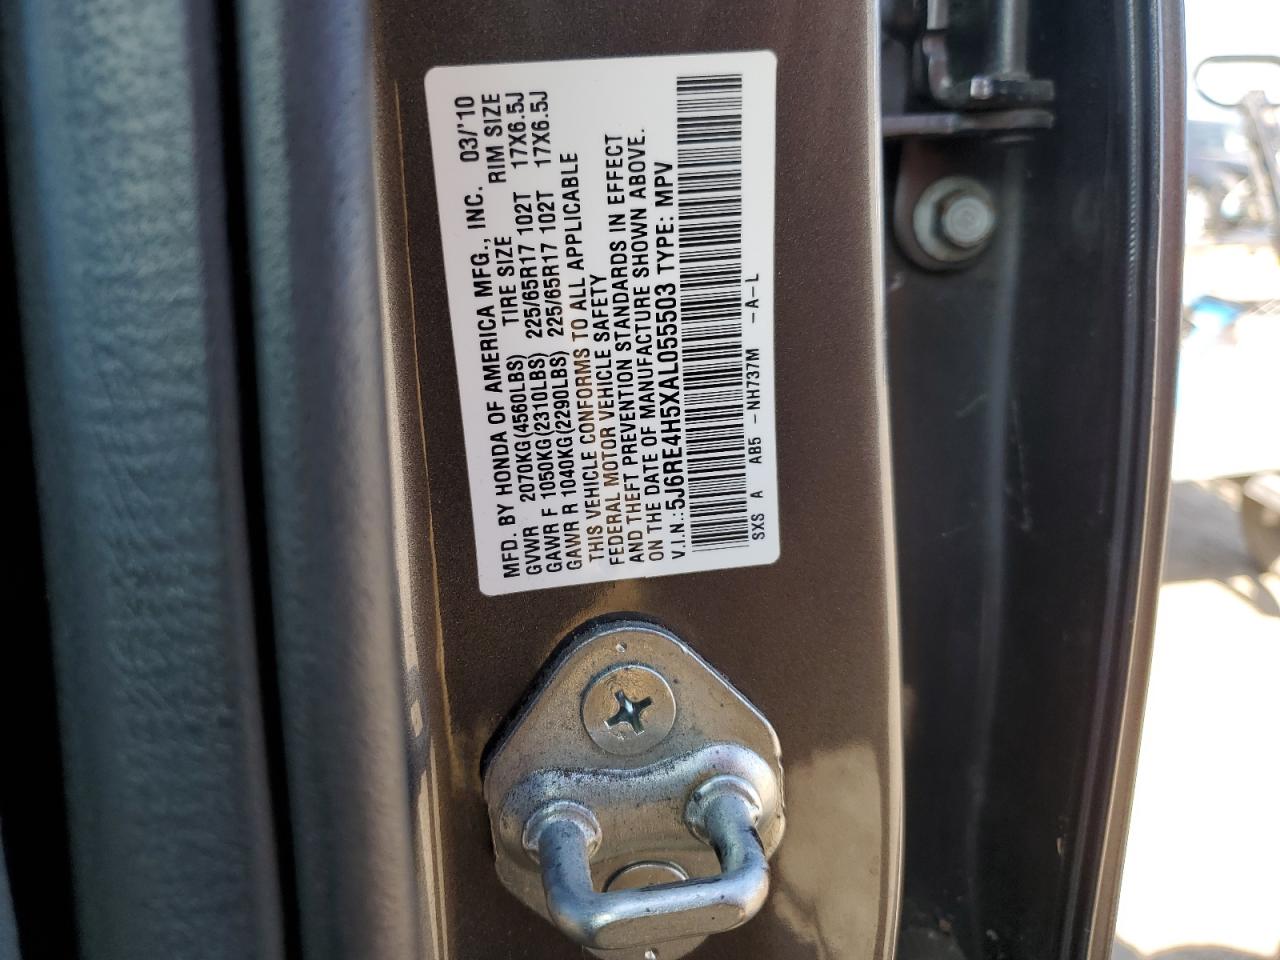 MFD. BY HONDA OF AMERICA MFG., INC. 03/'10
GVWR 2070KG(4560LBS) TIRE SIZE RIM SIZE
GAWR F 1050KG(2310LBS) 225/65R17 102T 17X6.5J
GAWR R 1040KG(2290LBS) 225/65R17 102T 17X6.5J
THIS VEHICLE CONFORMS TO ALL APPLICABLE
FEDERAL MOTOR VEHICLE SAFETY
AND THEFT PREVENTION STANDARDS IN EFFECT
ON THE DATE OF MANUFACTURE SHOWN ABOVE.
V.I.N.:5J6RE4H5XAL055503 TYPE: MPV
SXS A AB5 -NH737M -A-L